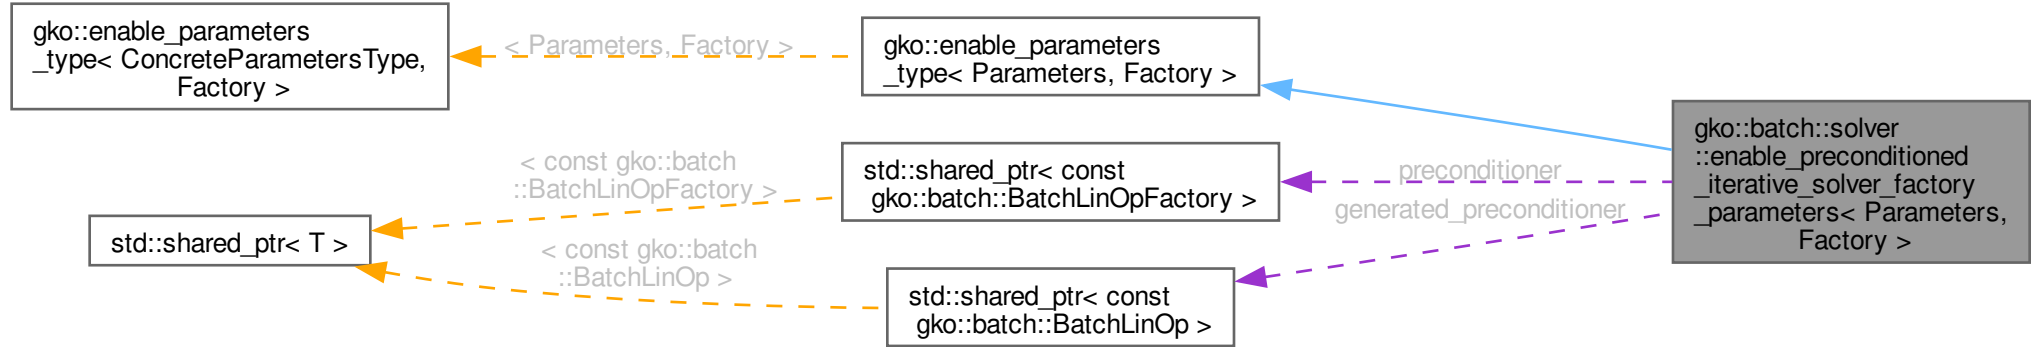 gko::enable_parameters
_type< ConcreteParametersType,
Factory >
< Parameters, Factory >
gko::enable_parameters
_type< Parameters, Factory >
std::shared_ptr< T >
< const gko::batch
::BatchLinOpFactory >
< const gko::batch
::BatchLinOp >
std::shared_ptr< const
gko::batch::BatchLinOpFactory >
std::shared_ptr< const
gko::batch::BatchLinOp >
preconditioner
generated_preconditioner
gko::batch::solver
::enable_preconditioned
_iterative_solver_factory
_parameters< Parameters,
Factory >